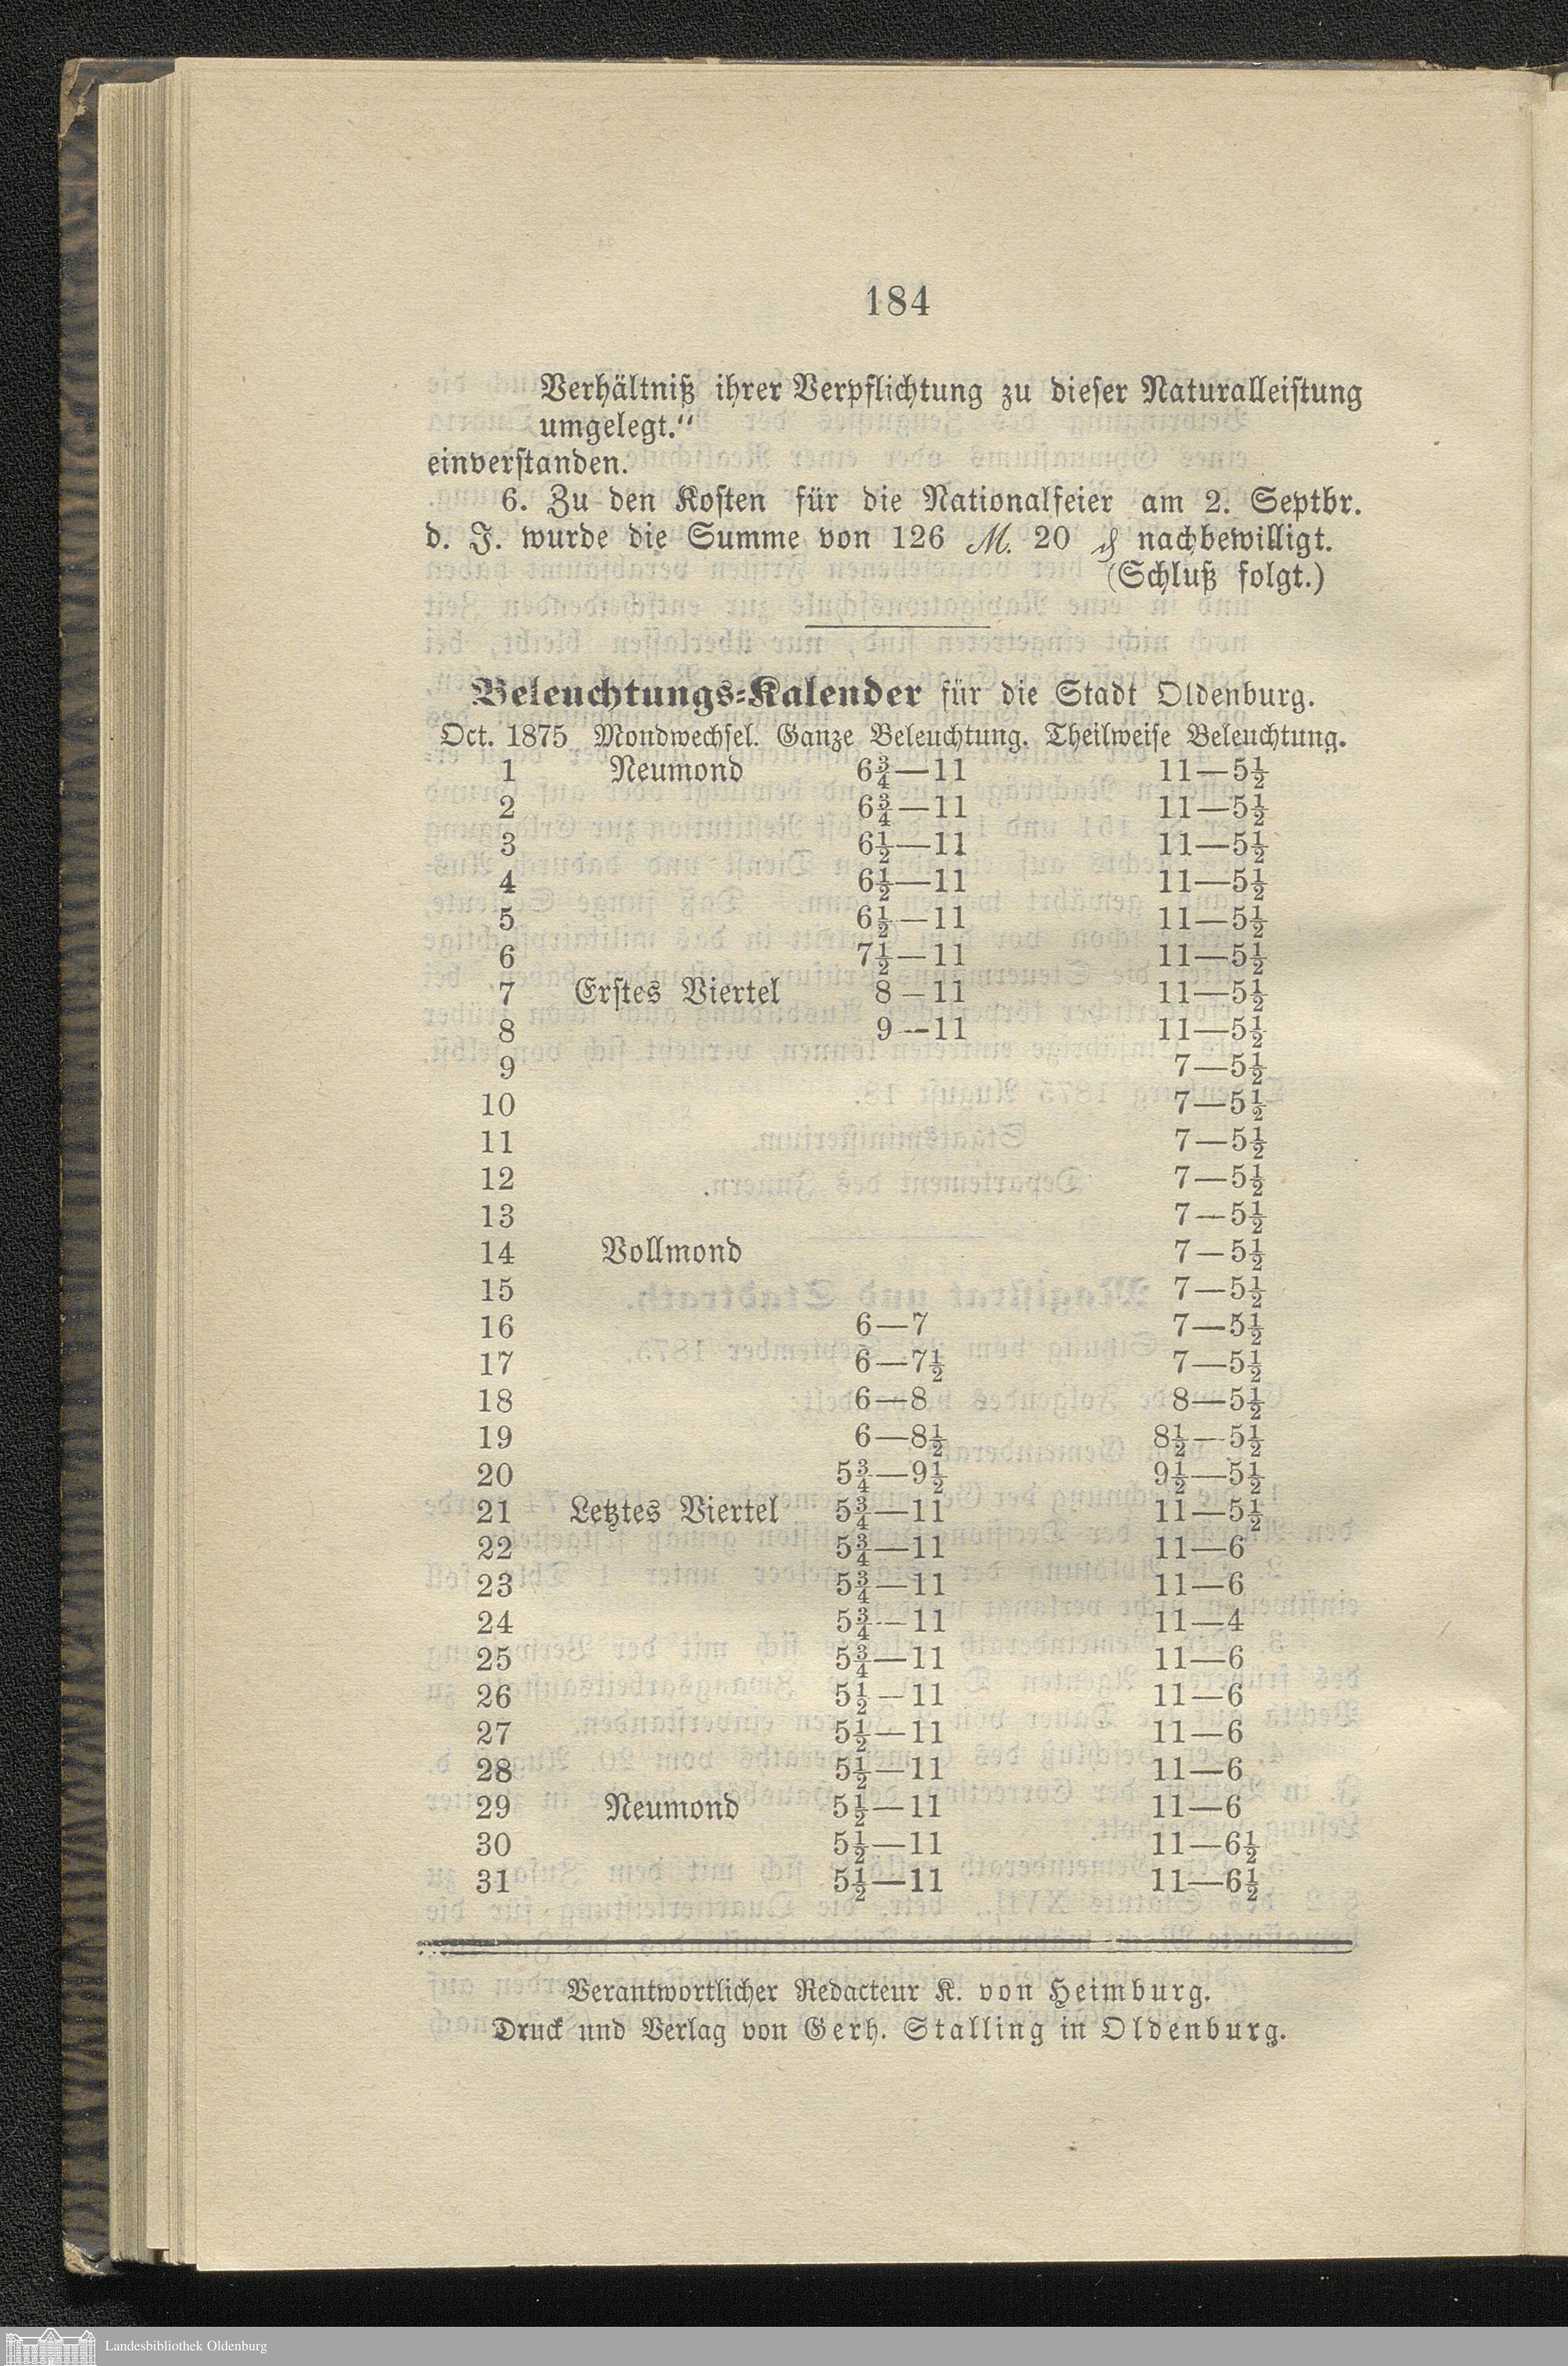 184
Verhältniß ihrer Verpflichtung zu dieser Naturalleistung
umgelegt.“
einverstanden.
6. Zu den Kosten für die Nationalfeier am 2. Septbr.
d. J. wurde die Summe von 126 M. 20 ₰ nachbewilligt.
(Schluß folgt.)
Beleuchtungs-Kalender für die Stadt Oldenburg.
Oct. 1875 Mondwechsel. Ganze Beleuchtung. Theilweise Beleuchtung.
1 Neumond 6¾—11 11—5½
2 6¾—11 11—5½
3 6½—11 11—5½
4 6½—11 11—5½
5 6½—11 11—5½
6 7½—11 11—5½
7 Erstes Viertel 8—11 11—5½
8 9—11 11—5½
9 7—5½
10 7—5½
11 7—5½
12 7—5½
13 7—5½
14 Vollmond 7—5½
15 7—5½
16 6—7 7—5½
17 6—7½ 7—5½
18 6—8 8—5½
19 6—8½ 8½—5½
20 5¾—9½ 9½—5½
21 Letztes Viertel 5¾—11 11—5½
22 5¾—11 11—6
23 5¾—11 11—6
24 5¾—11 11—4
25 5¾—11 11—6
26 5½—11 11—6
27 5½—11 11—6
28 5½—11 11—6
29 Neumond 5½—11 11—6
30 5½—11 11—6½
31 5½—11 11—6½
Verantwortlicher Redacteur K. von Heimburg.
Druck und Verlag von Gerh. Stalling in Oldenburg.
Landesbibliothek Oldenburg